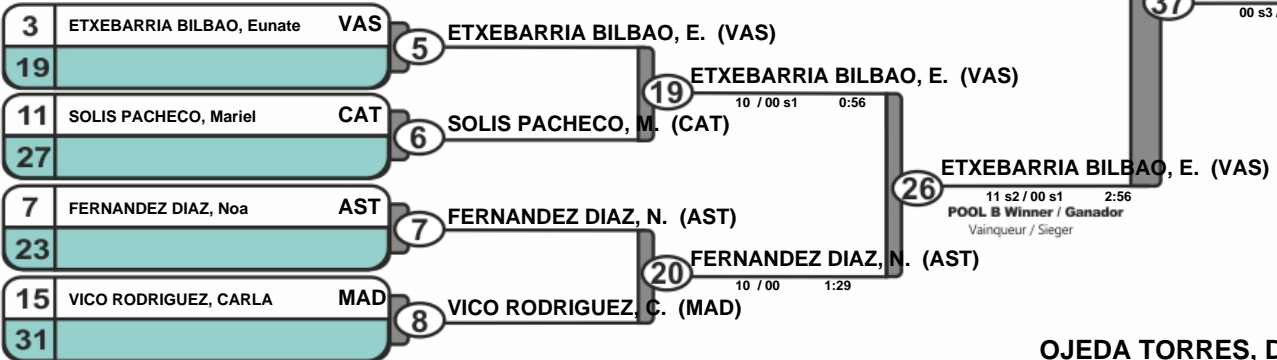 3 ETXEBARRIA BILBAO, Eunate VAS
19
5
ETXEBARRIA BILBAO, E. (VAS)
11 SOLIS PACHECO, Mariel CAT
27
6
SOLIS PACHECO, M. (CAT)
19
ETXEBARRIA BILBAO, E. (VAS)
10 / 00 s1 0:56
7 FERNANDEZ DIAZ, Noa AST
23
7
FERNANDEZ DIAZ, N. (AST)
15 VICO RODRIGUEZ, CARLA MAD
31
8
VICO RODRIGUEZ, C. (MAD)
20
FERNANDEZ DIAZ, N. (AST)
10 / 00 1:29
26
ETXEBARRIA BILBAO, E. (VAS)
11 s2 / 00 s1 2:56
POOL B Winner / Ganador
Vainqueur / Sieger
37
00 s3 /
OJEDA TORRES, D